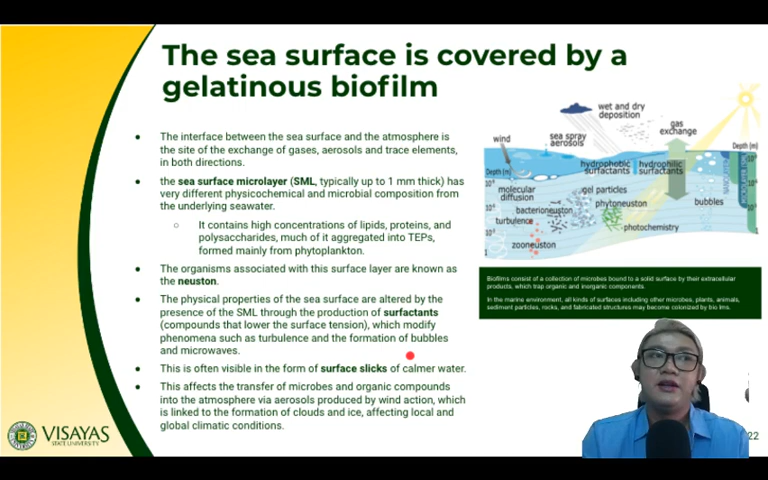 The sea surface is covered by a
gelatinous biofilm
The interface between the sea surface and the atmosphere is
the site of the exchange of gases, aerosols and trace elements,
in both directions.
the sea surface microlayer (SML, typically up to 1 mm thick) has
very different physicochemical and microbial composition from
the underlying seawater.
It contains high concentrations of lipids, proteins, and
polysaccharides, much of it aggregated into TEPs,
formed mainly from phytoplankton.
The organisms associated with this surface layer are known as
the neuston.
The physical properties of the sea surface are altered by the
presence of the SML through the production of surfactants
(compounds that lower the surface tension), which modify
phenomena such as turbulence and the formation of bubbles
and microwaves.
This is often visible in the form of surface slicks of calmer water.
This affects the transfer of microbes and organic compounds
into the atmosphere via aerosols produced by wind action, which
is linked to the formation of clouds and ice, affecting local and
global climatic conditions.
wet and dry
deposition
gas
exchange
sea spray
aerosols
wind
Depth (m)
Depth (m)
hydrophobic
surfactants
hydrophilic
surfactants
molecular
diffusion
gel particles
bacterioneuston
phytoneuston
turbulence
bubbles
photochemistry
zooneuston
Biofilms consist of a collection of microbes bound to a solid surface by their extracellular
products, which trap organic and inorganic components.
In the marine environment, all kinds of surfaces including other microbes, plants, animals,
sediment particles, rocks, and fabricated structures may become colonized by bio lms.
VISAYAS
STATE UNIVERSITY
22